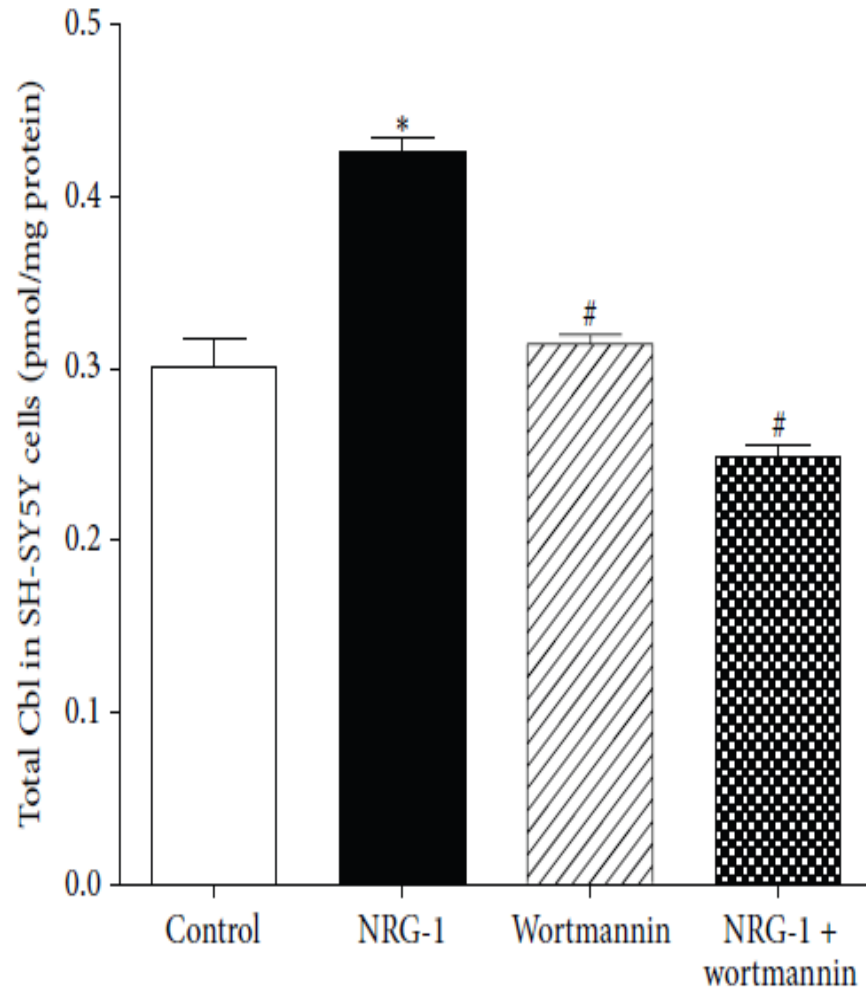 Total Cbl in SH-SY5Y cells (pmol/mg protein)
0.5
0.4
0.3
0.2
0.1
0.0
*
#
#
Control
NRG-1
Wortmannin
NRG-1 +
wortmannin